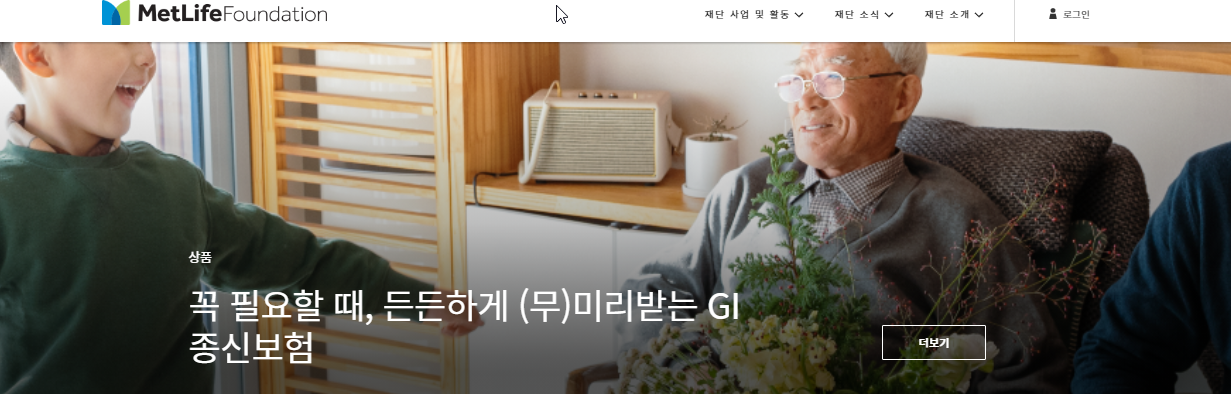 MetLife Foundation
재단 사업 및 활동
재단 소식
재단 소개
로그인
상품
꼭 필요할 때, 든든하게 (무)미리받는 GI
종신보험
더보기